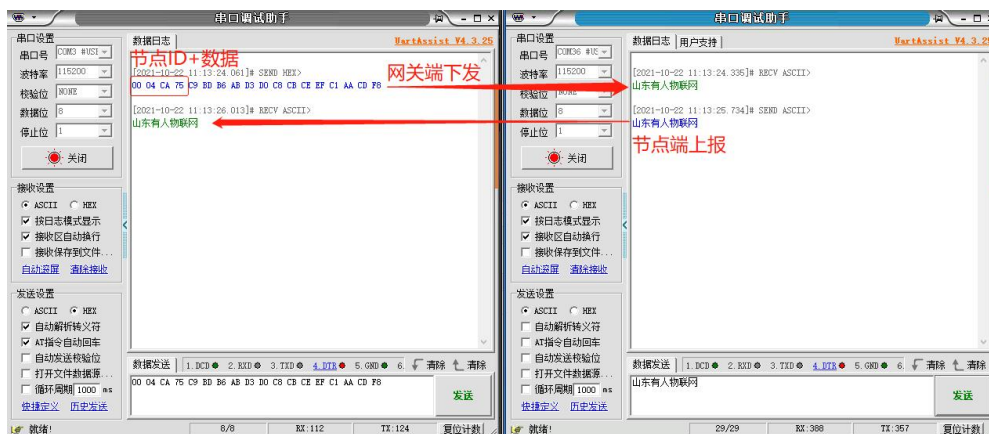 串口调试助手
串口设置
串口号 COM3 #USI
波特率 115200
校验位 NONE
数据位 8
停止位 1
关闭
接收设置
ASCII HEX
按日志模式显示
接收区自动换行
接收保存到文件...
自动滚屏 清除接收
发送设置
ASCII HEX
自动解析转义符
AT指令自动回车
自动发送校验位
打开文件数据源...
循环周期 1000 ms
快捷定义 历史发送
就绪!
数据日志
UartAssist V4.3.25
节点ID+数据
[2021-10-22 11:13:24.061]# SEND HEX>
00 04 CA 75 C9 BD B6 AB D3 D0 C8 CB CE EF C1 AA CD F8
[2021-10-22 11:13:26.013]# RECV ASCII>
山东有人物联网
网关端下发
数据发送 1.DCD 2.RXD 3.TXD 4.DTR 5.GND 6. 清除 清除
00 04 CA 75 C9 BD B6 AB D3 D0 C8 CB CE EF C1 AA CD F8
发送
8/8 RX:112 TX:124 复位计数
串口调试助手
串口设置
串口号 COM36 #US
波特率 115200
校验位 NONE
数据位 8
停止位 1
关闭
接收设置
ASCII HEX
按日志模式显示
接收区自动换行
接收保存到文件...
自动滚屏 清除接收
发送设置
ASCII HEX
自动解析转义符
AT指令自动回车
自动发送校验位
打开文件数据源...
循环周期 1000 ms
快捷定义 历史发送
就绪!
数据日志 用户支持
UartAssist V4.3.25
[2021-10-22 11:13:24.335]# RECV ASCII>
山东有人物联网
[2021-10-22 11:13:25.734]# SEND ASCII>
山东有人物联网
节点端上报
数据发送 1.DCD 2.RXD 3.TXD 4.DTR 5.GND 6. 清除 清除
山东有人物联网
发送
29/29 RX:388 TX:357 复位计数